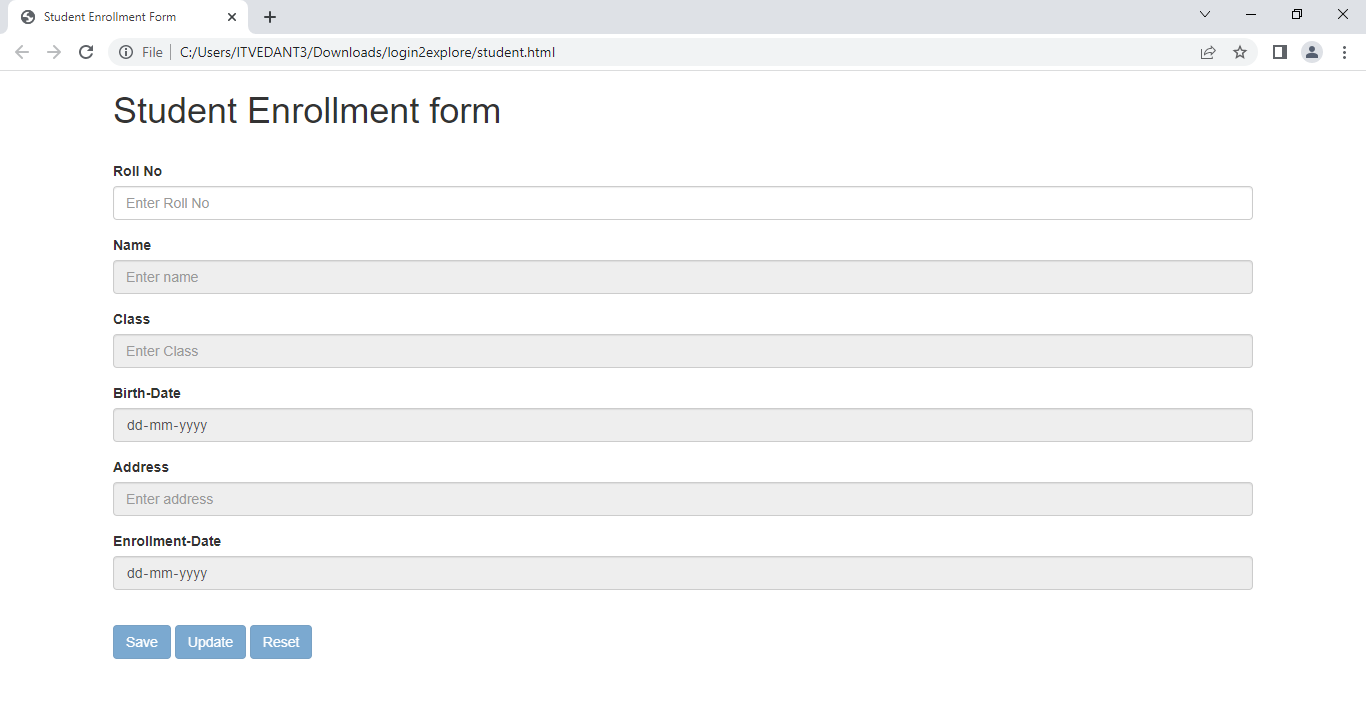 Student Enrollment Form
File C:/Users/ITVEDANT3/Downloads/login2explore/student.html
Student Enrollment form
Roll No
Enter Roll No
Name
Enter name
Class
Enter Class
Birth-Date
dd-mm-yyyy
Address
Enter address
Enrollment-Date
dd-mm-yyyy
Save Update Reset